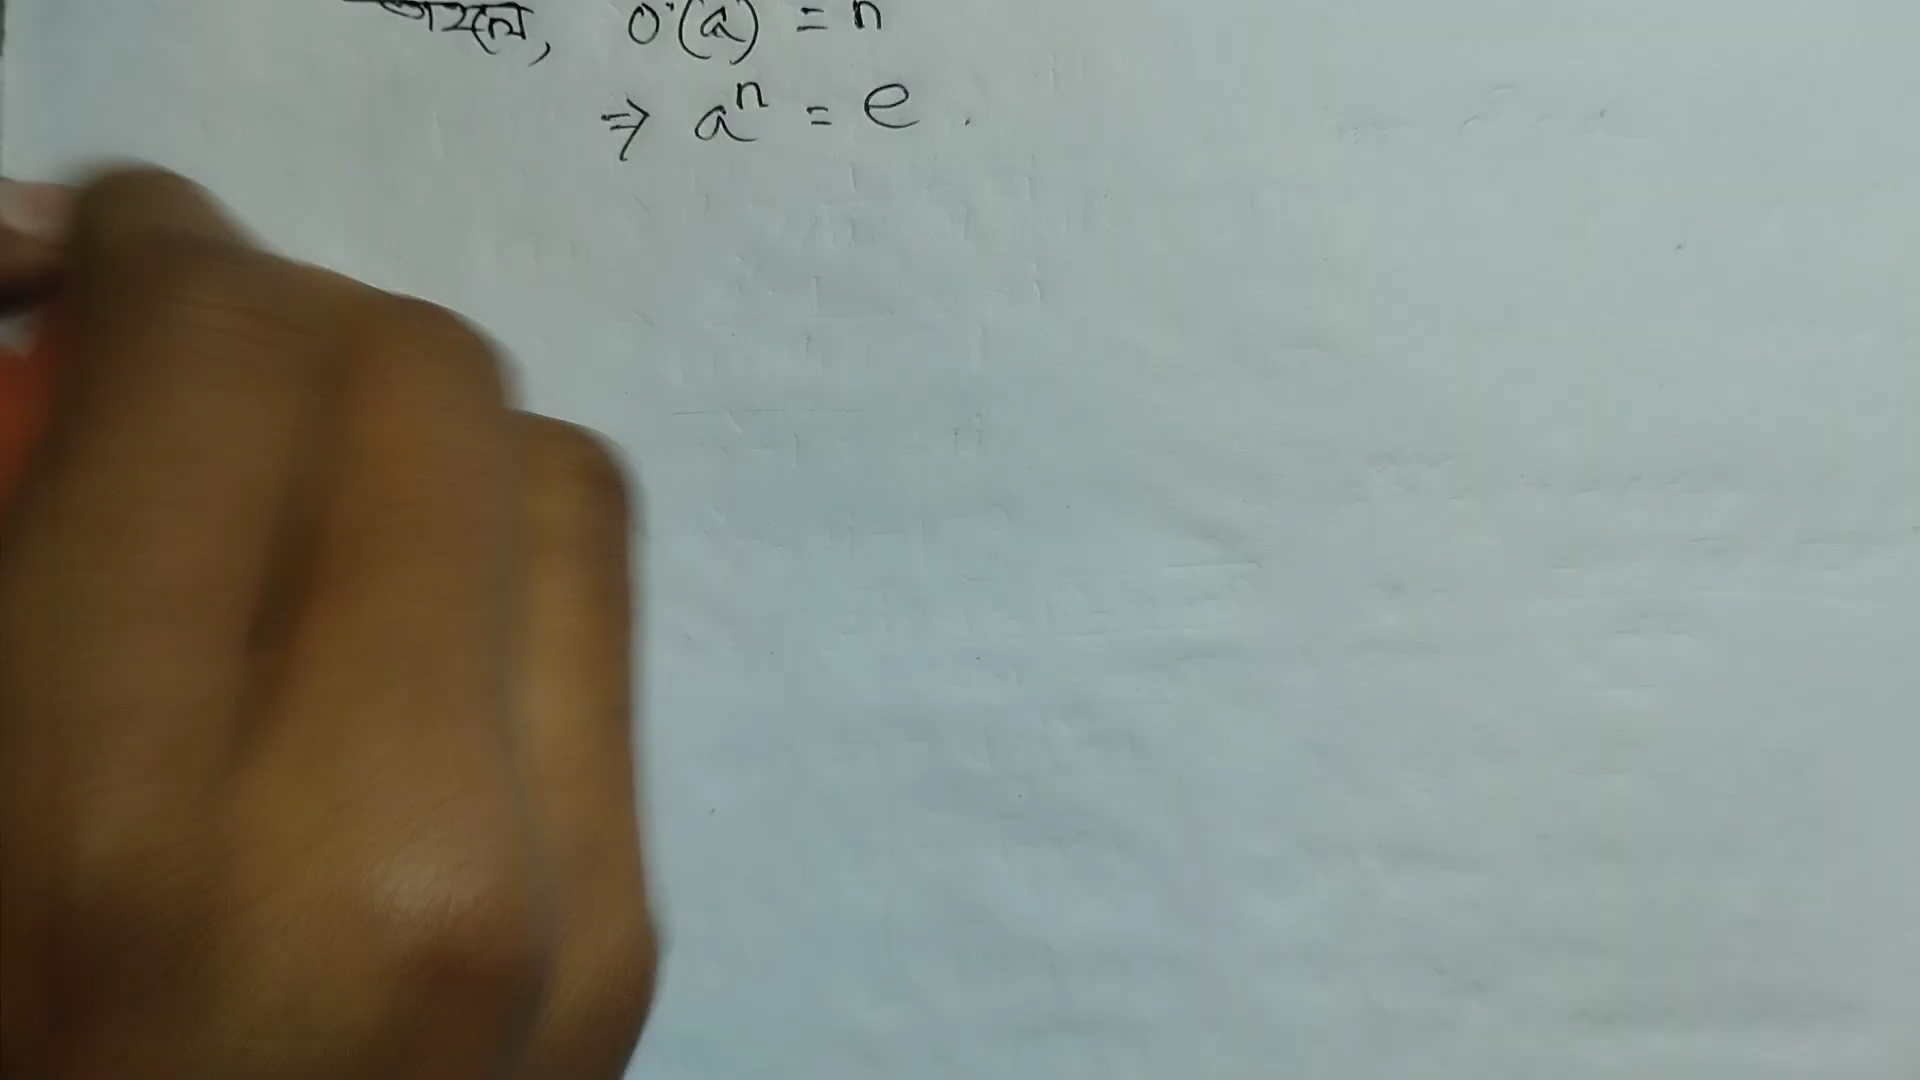 তাহলে, O(a) = n
⇒ aⁿ = e .